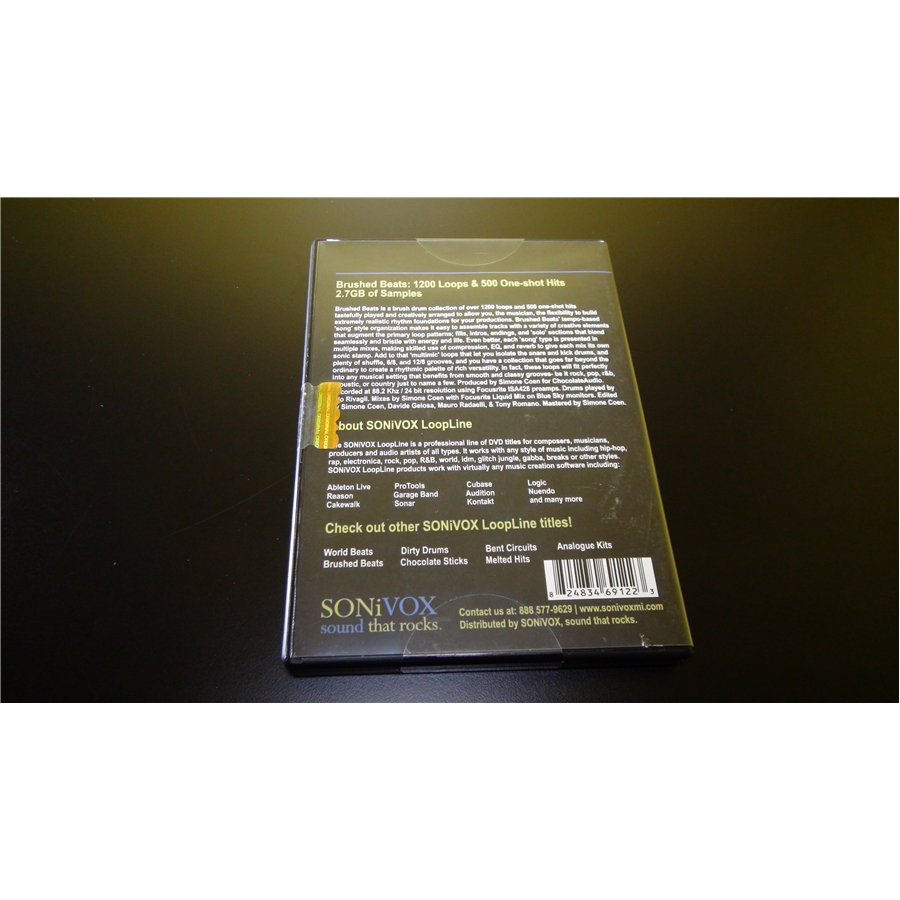 Brushed Beats: 1200 Loops & 500 One-shot Hits
2.7GB of Samples
Brushed Beats is a brush drum collection of over 1200 loops and 500 one-shot hits
tastefully played and creatively arranged to allow you, the musician, the flexibility to build
extremely realistic rhythm foundations for your productions. Brushed Beats' tempo-based
'song' style organization makes it easy to assemble tracks with a variety of creative elements
that augment the primary loop patterns; fills, intros, endings, and 'solo' sections that blend
seamlessly and bristle with energy and life. Even better, each 'song' type is presented in
multiple mixes, making skilled use of compression, EQ, and reverb to give each mix its own
sonic stamp. Add to that 'multimic' loops that let you isolate the snare and kick drums, and
plenty of shuffle, 6/8, and 12/8 grooves, and you have a collection that goes far beyond the
ordinary to create a rhythmic palette of rich versatility. In fact, these loops will fit perfectly
into any musical setting that benefits from smooth and classy grooves- be it rock, pop, r&b,
oustic, or country just to name a few. Produced by Simone Coen for ChocolateAudio.
ecorded at 88.2 Khz / 24 bit resolution using Focusrite ISA428 preamps. Drums played by
o Rivagli. Mixes by Simone Coen with Focusrite Liquid Mix on Blue Sky monitors. Edited
Simone Coen, Davide Gelosa, Mauro Radaelli, & Tony Romano. Mastered by Simone Coen.
bout SONiVOX LoopLine
he SONiVOX LoopLine is a professional line of DVD titles for composers, musicians,
producers and audio artists of all types. It works with any style of music including hip-hop,
rap, electronica, rock, pop, R&B, world, idm, glitch jungle, gabba, breaks or other styles.
SONiVOX LoopLine products work with virtually any music creation software including:
Ableton Live ProTools Cubase Logic
Reason Garage Band Audition Nuendo
Cakewalk Sonar Kontakt and many more
Check out other SONiVOX LoopLine titles!
World Beats Dirty Drums Bent Circuits Analogue Kits
Brushed Beats Chocolate Sticks Melted Hits
8 24834 69122 3
SONiVOX
sound that rocks.
Contact us at: 888 577-9629 | www.sonivoxmi.com
Distributed by SONiVOX, sound that rocks.